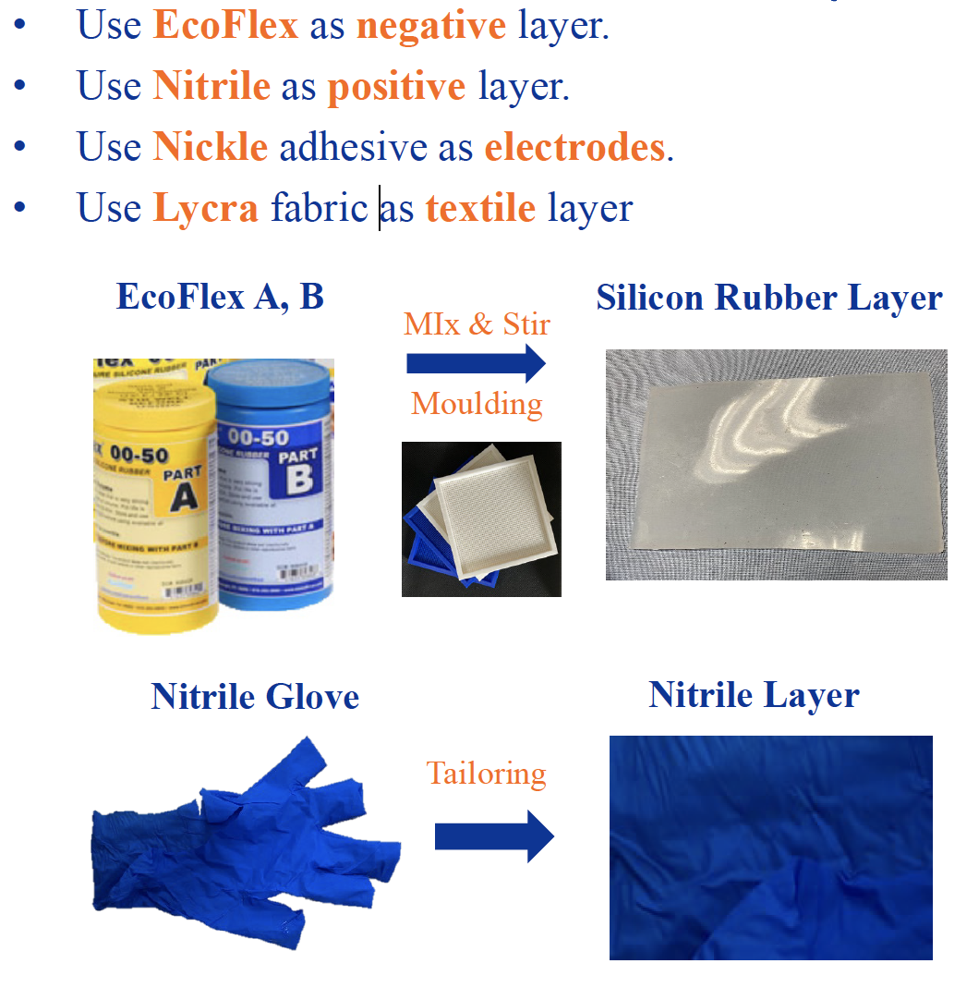 • Use EcoFlex as negative layer.
• Use Nitrile as positive layer.
• Use Nickle adhesive as electrodes.
• Use Lycra fabric as textile layer
EcoFlex A, B
MIx & Stir
Moulding
Silicon Rubber Layer
00-50
PART
A
00-50
PART
B
Nitrile Glove
Tailoring
Nitrile Layer